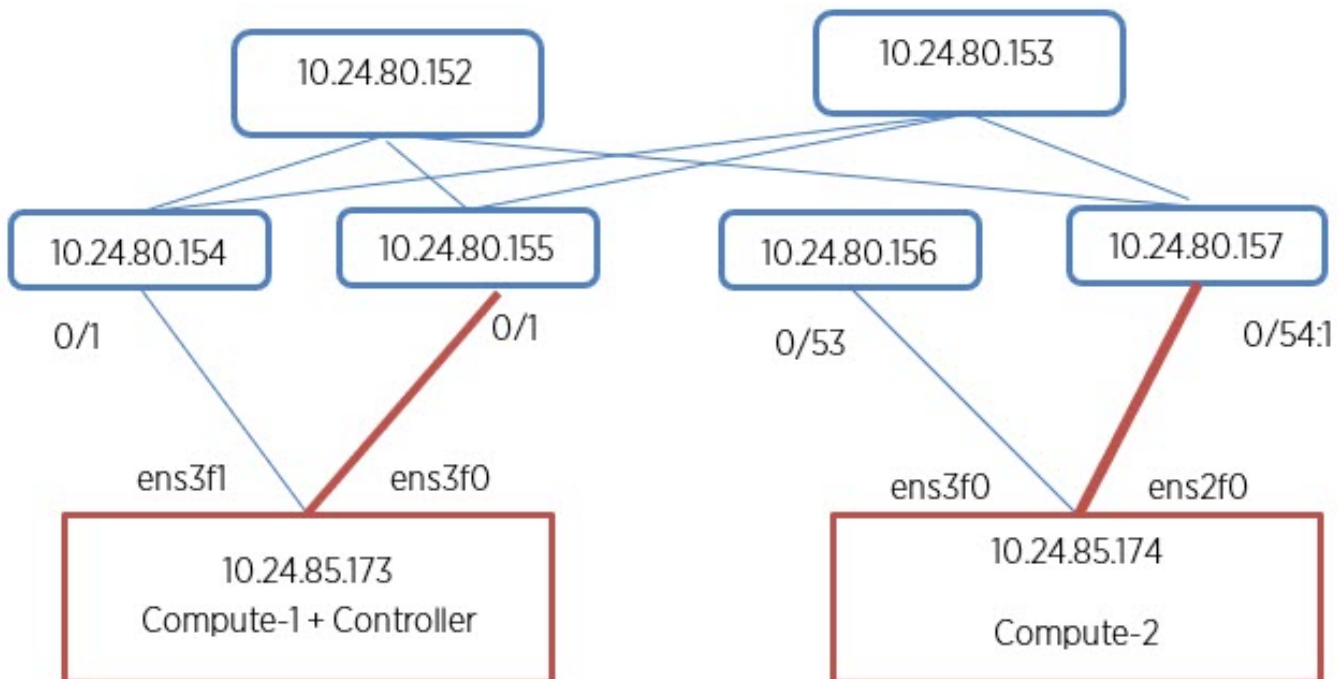 10.24.80.152
10.24.80.153
10.24.80.154
10.24.80.155
10.24.80.156
10.24.80.157
0/1
0/1
0/53
0/54:1
ens3f1
ens3f0
ens3f0
ens2f0
10.24.85.173
Compute-1 + Controller
10.24.85.174
Compute-2